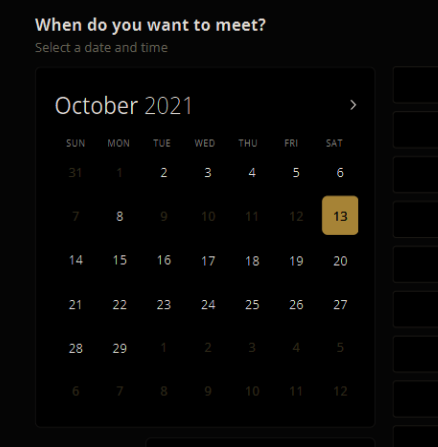 When do you want to meet?
Select a date and time
October 2021
SUN MON TUE WED THU FRI SAT
31 1 2 3 4 5 6
7 8 9 10 11 12 13
14 15 16 17 18 19 20
21 22 23 24 25 26 27
28 29 1 2 3 4 5
6 7 8 9 10 11 12